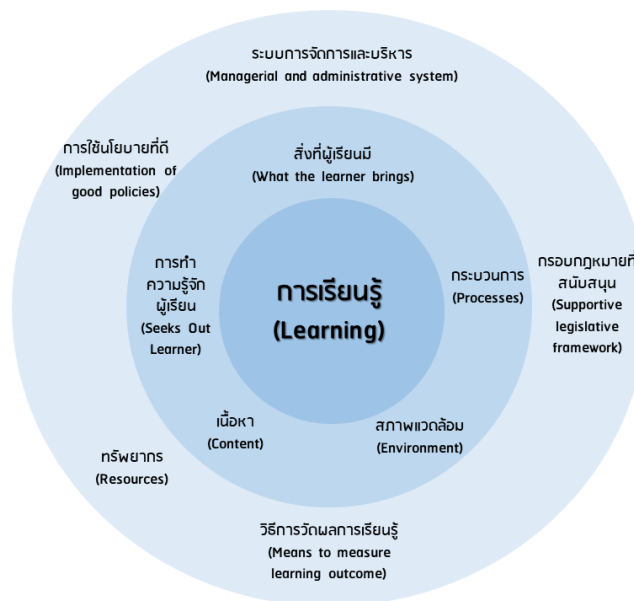 ระบบการจัดการและบริหาร
(Managerial and administrative system)
การใช้นโยบายที่ดี
(Implementation of
good policies)
สิ่งที่ผู้เรียนมี
(What the learner brings)
การทำ
ความรู้จัก
ผู้เรียน
(Seeks Out
Learner)
การเรียนรู้
(Learning)
กระบวนการ
(Processes)
กรอบกฎหมายที่
สนับสนุน
(Supportive
legislative
framework)
เนื้อหา
(Content)
สภาพแวดล้อม
(Environment)
ทรัพยากร
(Resources)
วิธีการวัดผลการเรียนรู้
(Means to measure
learning outcome)